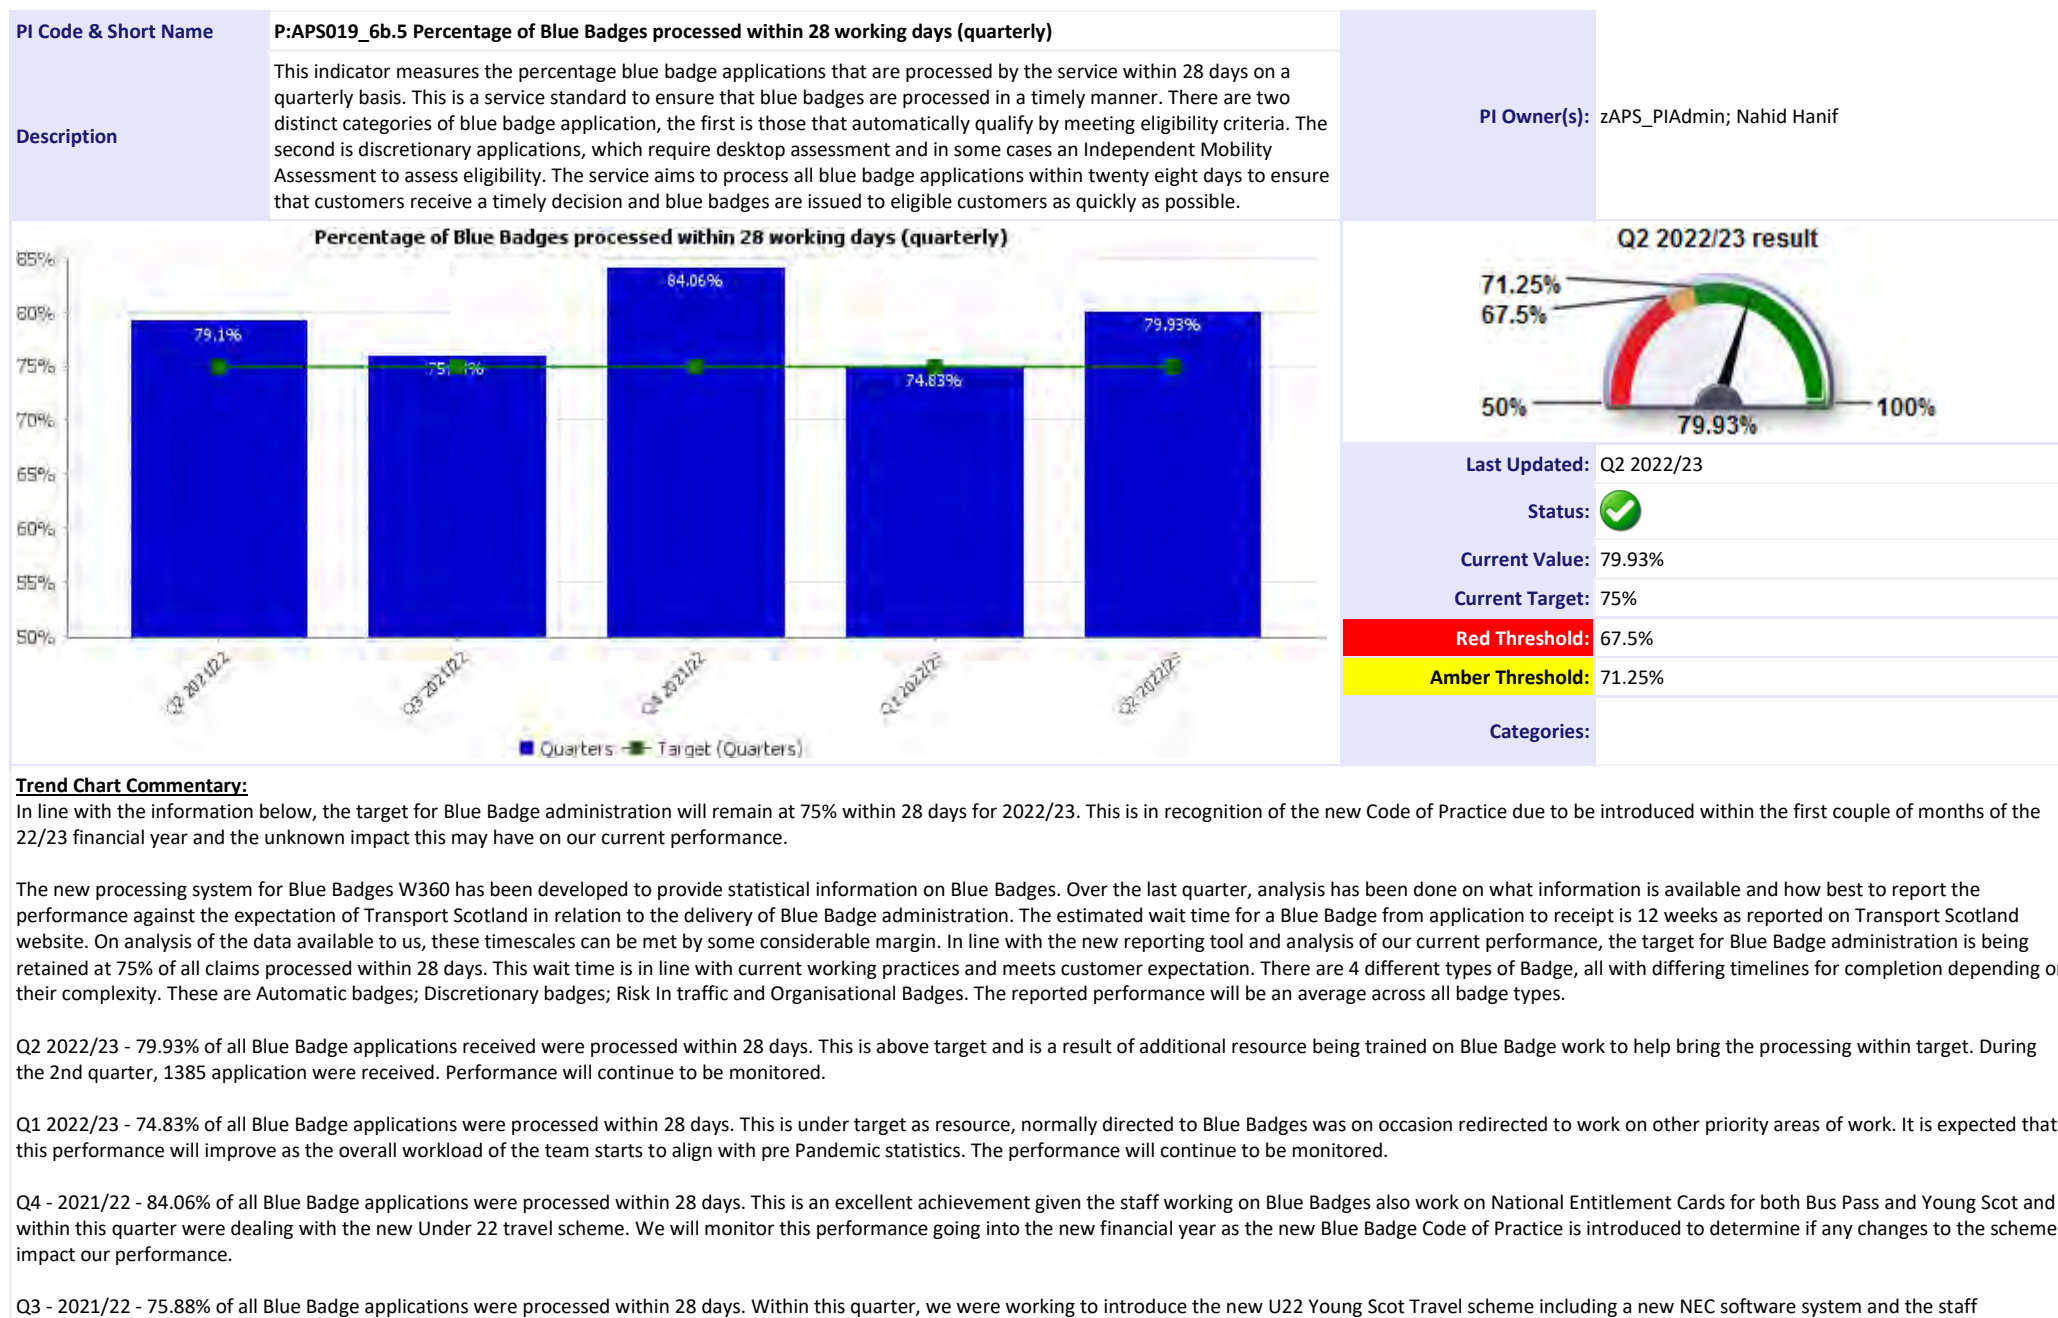 PI Code & Short Name
P:APS019_6b.5 Percentage of Blue Badges processed within 28 working days (quarterly)
Description
This indicator measures the percentage blue badge applications that are processed by the service within 28 days on a
quarterly basis. This is a service standard to ensure that blue badges are processed in a timely manner. There are two
distinct categories of blue badge application, the first is those that automatically qualify by meeting eligibility criteria. The
second is discretionary applications, which require desktop assessment and in some cases an Independent Mobility
Assessment to assess eligibility. The service aims to process all blue badge applications within twenty eight days to ensure
that customers receive a timely decision and blue badges are issued to eligible customers as quickly as possible.
PI Owner(s): zAPS_PIAdmin; Nahid Hanif
Percentage of Blue Badges processed within 28 working days (quarterly)
85%
80%
75%
70%
65%
60%
55%
50%
79.1%
84.06%
74.83%
79.93%
Q2 2021/22
Q3 2021/22
Q4 2021/22
Q1 2022/23
Q2 2022/23
Quarters
Target (Quarters)
Q2 2022/23 result
71.25%
67.5%
50%
100%
79.93%
Last Updated: Q2 2022/23
Status:
Current Value: 79.93%
Current Target: 75%
Red Threshold: 67.5%
Amber Threshold: 71.25%
Categories:
Trend Chart Commentary:
In line with the information below, the target for Blue Badge administration will remain at 75% within 28 days for 2022/23. This is in recognition of the new Code of Practice due to be introduced within the first couple of months of the
22/23 financial year and the unknown impact this may have on our current performance.
The new processing system for Blue Badges W360 has been developed to provide statistical information on Blue Badges. Over the last quarter, analysis has been done on what information is available and how best to report the
performance against the expectation of Transport Scotland in relation to the delivery of Blue Badge administration. The estimated wait time for a Blue Badge from application to receipt is 12 weeks as reported on Transport Scotland
website. On analysis of the data available to us, these timescales can be met by some considerable margin. In line with the new reporting tool and analysis of our current performance, the target for Blue Badge administration is being
retained at 75% of all claims processed within 28 days. This wait time is in line with current working practices and meets customer expectation. There are 4 different types of Badge, all with differing timelines for completion depending
their complexity. These are Automatic badges; Discretionary badges; Risk In traffic and Organisational Badges. The reported performance will be an average across all badge types.
Q2 2022/23 - 79.93% of all Blue Badge applications received were processed within 28 days. This is above target and is a result of additional resource being trained on Blue Badge work to help bring the processing within target. During
the 2nd quarter, 1385 application were received. Performance will continue to be monitored.
Q1 2022/23 - 74.83% of all Blue Badge applications were processed within 28 days. This is under target as resource, normally directed to Blue Badges was on occasion redirected to work on other priority areas of work. It is expected that
this performance will improve as the overall workload of the team starts to align with pre Pandemic statistics. The performance will continue to be monitored.
Q4 - 2021/22 - 84.06% of all Blue Badge applications were processed within 28 days. This is an excellent achievement given the staff working on Blue Badges also work on National Entitlement Cards for both Bus Pass and Young Scot and
within this quarter were dealing with the new Under 22 travel scheme. We will monitor this performance going into the new financial year as the new Blue Badge Code of Practice is introduced to determine if any changes to the scheme
impact our performance.
Q3 - 2021/22 - 75.88% of all Blue Badge applications were processed within 28 days. Within this quarter, we were working to introduce the new U22 Young Scot Travel scheme including a new NEC software system and the staff